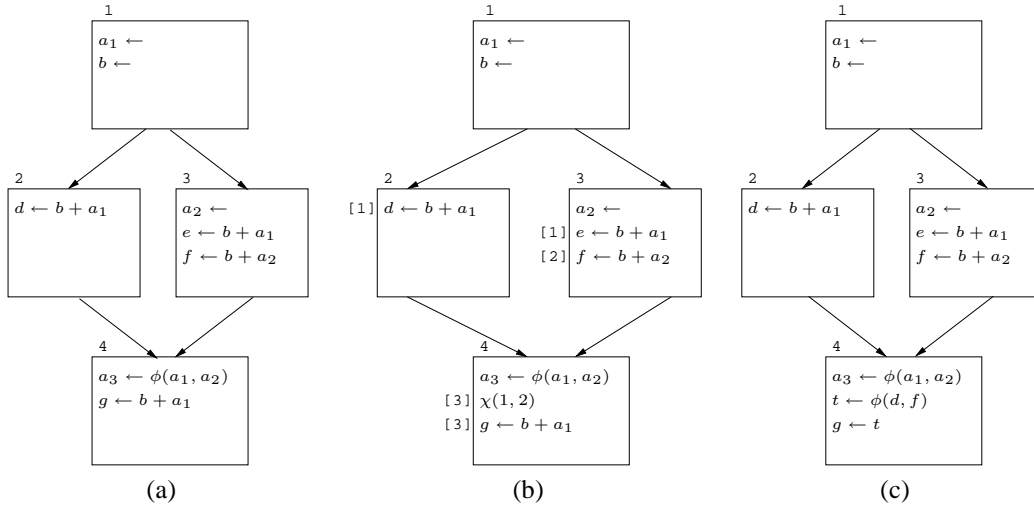 1
a₁ ←
b ←
2
d ← b + a₁
3
a₂ ←
e ← b + a₁
f ← b + a₂
4
a₃ ← ϕ(a₁, a₂)
g ← b + a₁
(a)
1
a₁ ←
b ←
2
[1] d ← b + a₁
3
a₂ ←
[1] e ← b + a₁
[2] f ← b + a₂
4
a₃ ← ϕ(a₁, a₂)
[3] χ(1, 2)
[3] g ← b + a₁
(b)
1
a₁ ←
b ←
2
d ← b + a₁
3
a₂ ←
e ← b + a₁
f ← b + a₂
4
a₃ ← ϕ(a₁, a₂)
t ← ϕ(d, f)
g ← t
(c)